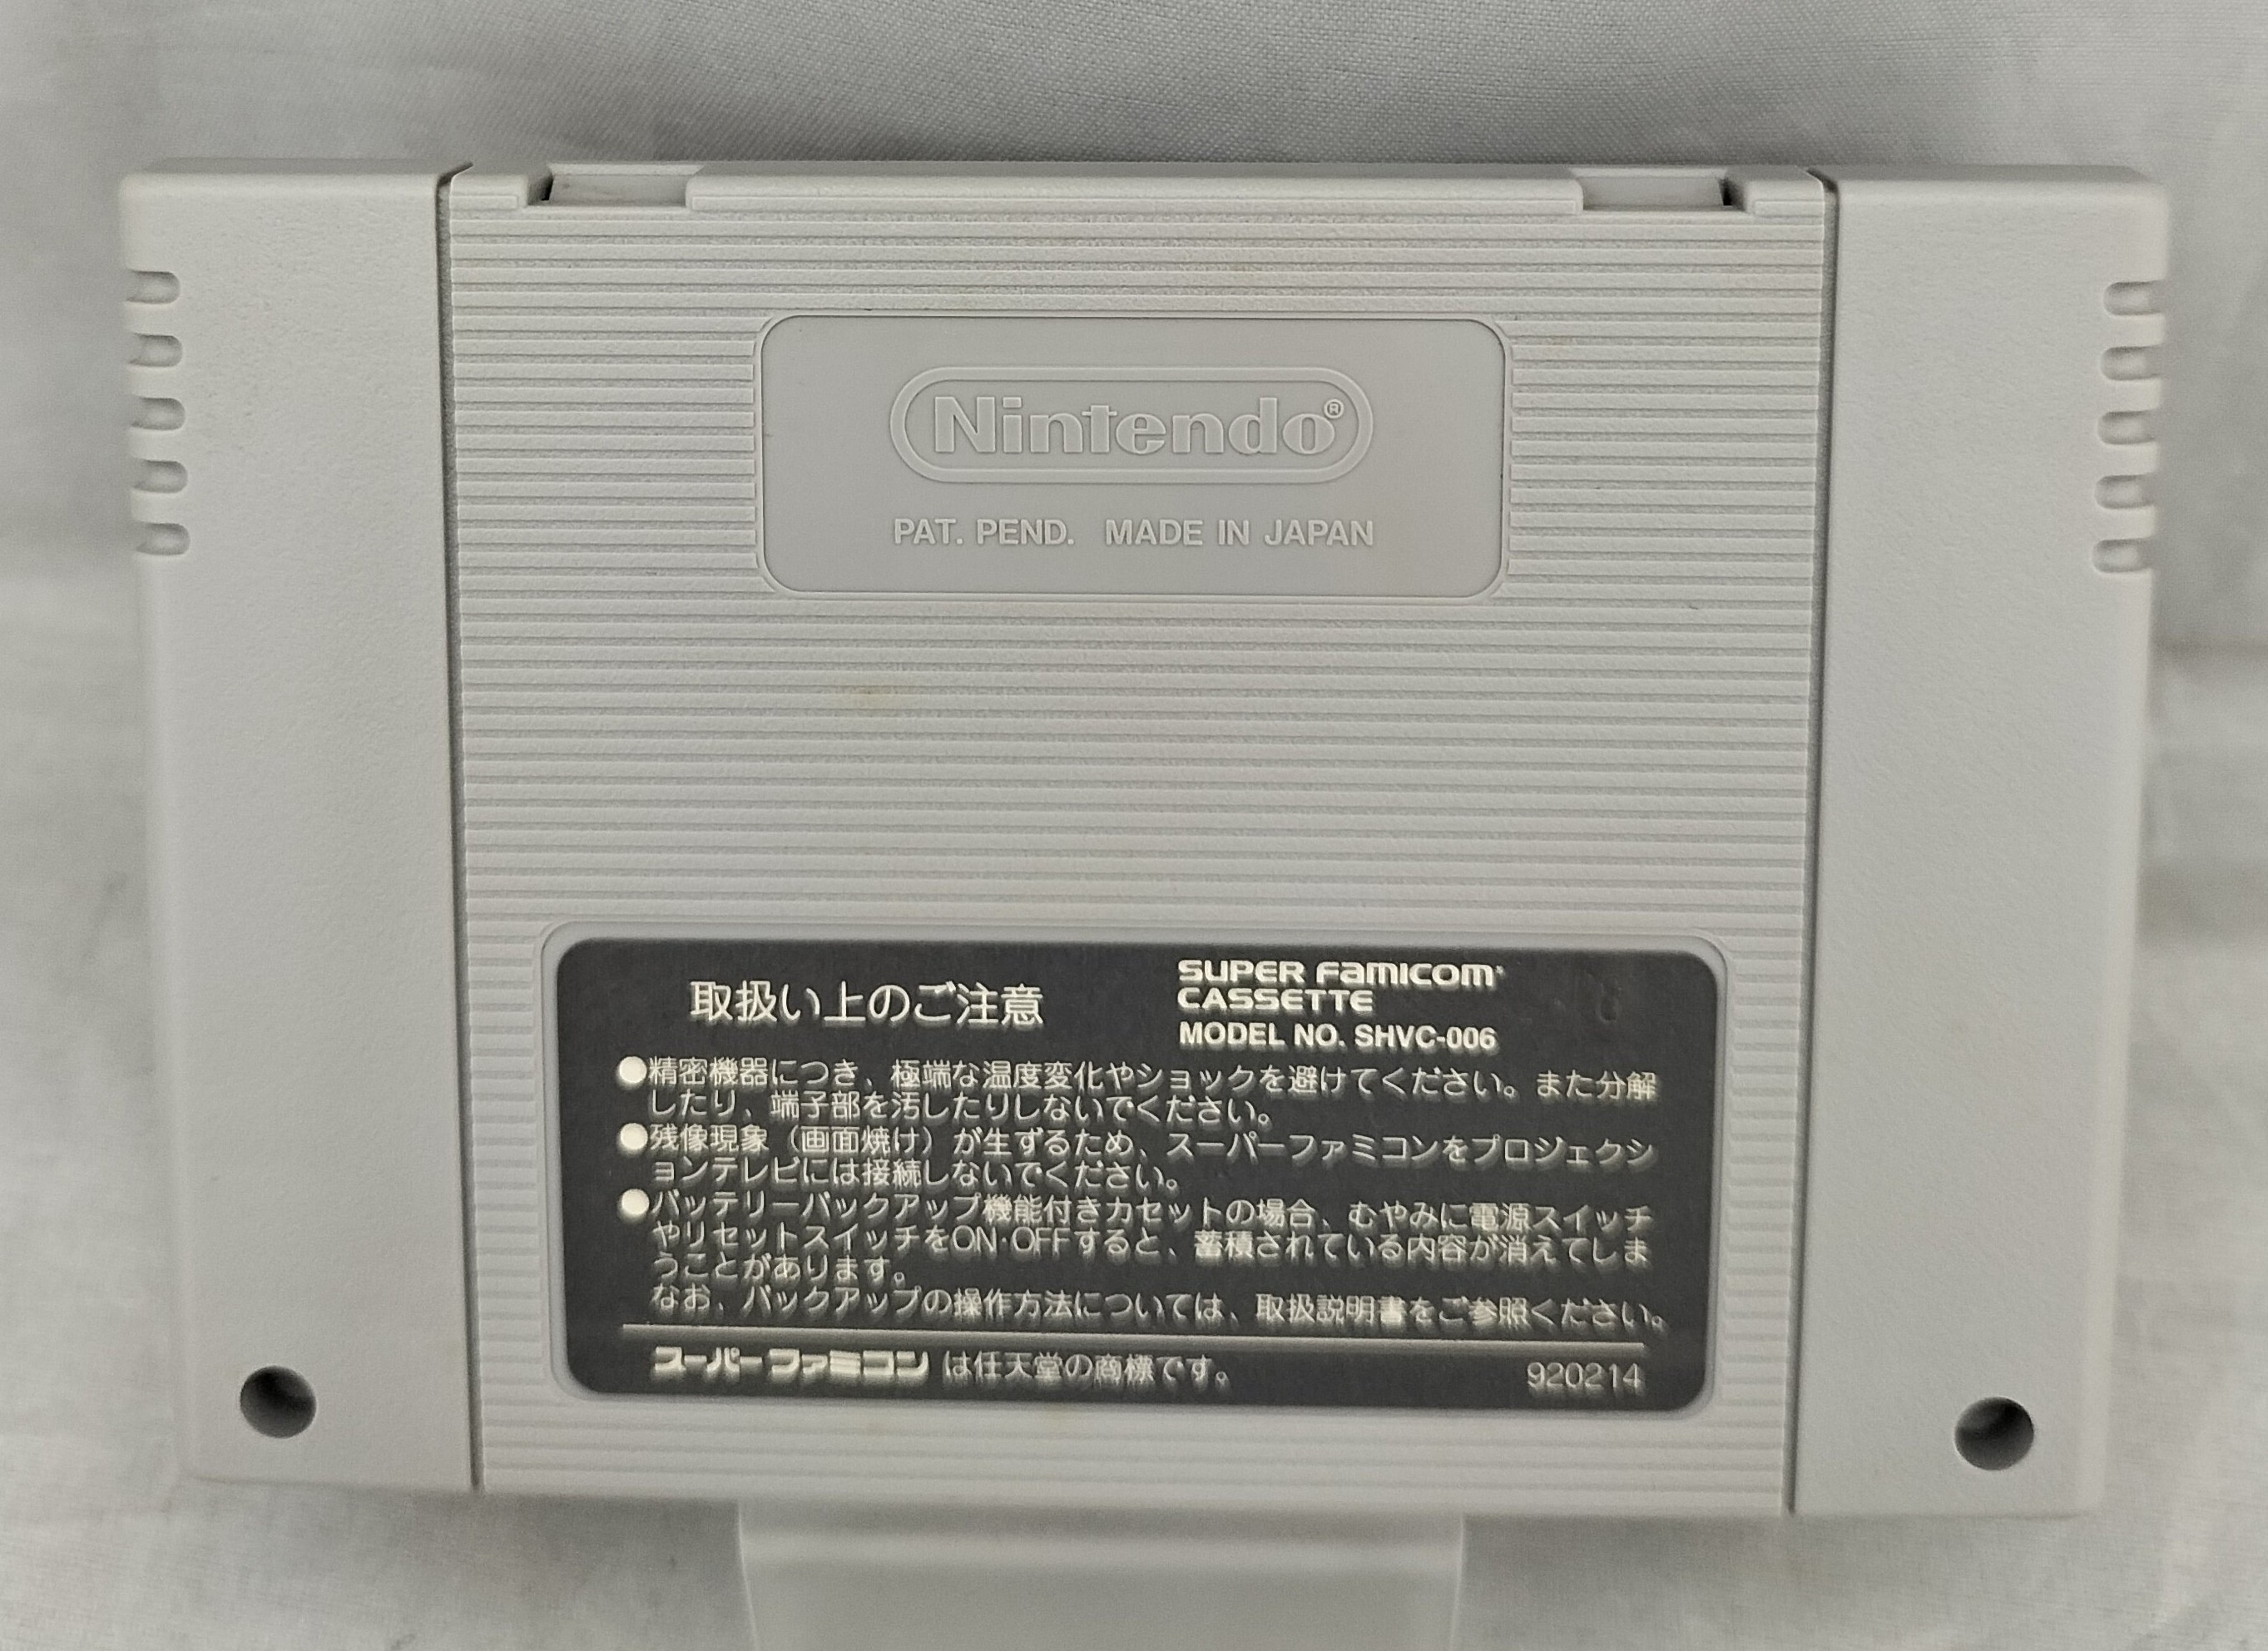 Nintendo®
PAT. PEND. MADE IN JAPAN
取扱い上のご注意
SUPER FAMICOM
CASSETTE
MODEL NO. SHVC-006
●精密機器につき、極端な温度変化やショックを避けてください。また分解
したり、端子部を汚したりしないでください。
●残像現象（画面焼け）が生ずるため、スーパーファミコンをプロジェクシ
ョンテレビには接続しないでください。
●バッテリーバックアップ機能付きカセットの場合、むやみに電源スイッチ
やリセットスイッチをON·OFFすると、蓄積されている内容が消えてしま
うことがあります。
なお、バックアップの操作方法については、取扱説明書をご参照ください。
スーパーファミコンは任天堂の商標です。
920214